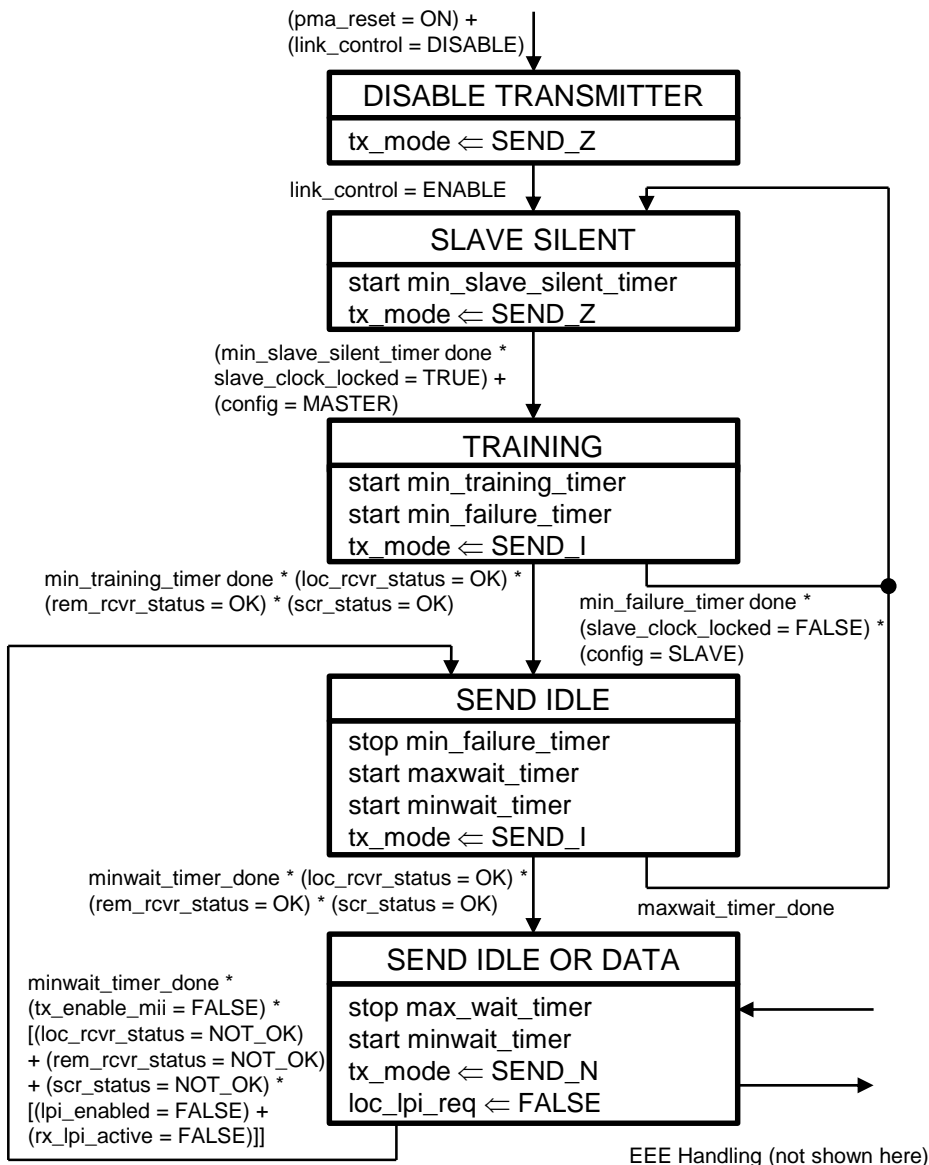 (pma_reset = ON) +
(link_control = DISABLE)
DISABLE TRANSMITTER
tx_mode ⇐ SEND_Z
link_control = ENABLE
SLAVE SILENT
start min_slave_silent_timer
tx_mode ⇐ SEND_Z
(min_slave_silent_timer done *
slave_clock_locked = TRUE) +
(config = MASTER)
TRAINING
start min_training_timer
start min_failure_timer
tx_mode ⇐ SEND_I
min_training_timer done * (loc_rcvr_status = OK) *
(rem_rcvr_status = OK) * (scr_status = OK)
min_failure_timer done *
(slave_clock_locked = FALSE) *
(config = SLAVE)
SEND IDLE
stop min_failure_timer
start maxwait_timer
start minwait_timer
tx_mode ⇐ SEND_I
minwait_timer_done * (loc_rcvr_status = OK) *
(rem_rcvr_status = OK) * (scr_status = OK)
maxwait_timer_done
SEND IDLE OR DATA
stop max_wait_timer
start minwait_timer
tx_mode ⇐ SEND_N
loc_lpi_req ⇐ FALSE
minwait_timer_done *
(tx_enable_mii = FALSE) *
[(loc_rcvr_status = NOT_OK)
+ (rem_rcvr_status = NOT_OK)
+ (scr_status = NOT_OK) *
[(lpi_enabled = FALSE) +
(rx_lpi_active = FALSE)]]
EEE Handling (not shown here)